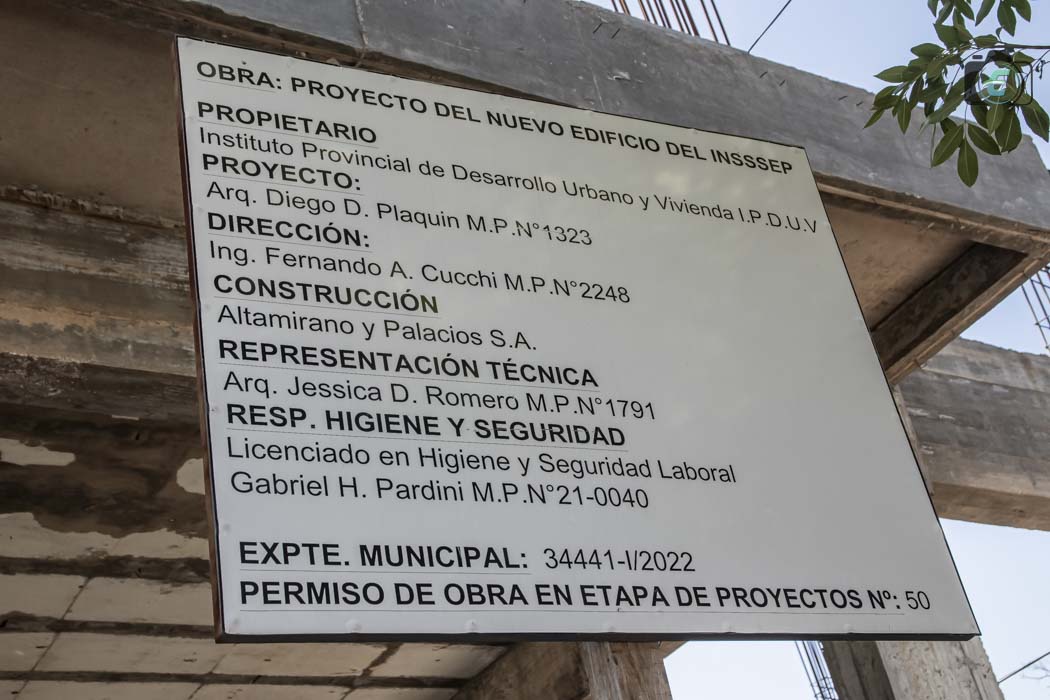 OBRA: PROYECTO DEL NUEVO EDIFICIO DEL INSSSEP
PROPIETARIO
Instituto Provincial de Desarrollo Urbano y Vivienda I.P.D.U.V
PROYECTO:
Arq. Diego D. Plaquin M.P.N°1323
DIRECCIÓN:
Ing. Fernando A. Cucchi M.P.N°2248
CONSTRUCCIÓN
Altamirano y Palacios S.A.
REPRESENTACIÓN TÉCNICA
Arq. Jessica D. Romero M.P.N°1791
RESP. HIGIENE Y SEGURIDAD
Licenciado en Higiene y Seguridad Laboral
Gabriel H. Pardini M.P.N°21-0040
EXPTE. MUNICIPAL: 34441-I/2022
PERMISO DE OBRA EN ETAPA DE PROYECTOS Nº: 50